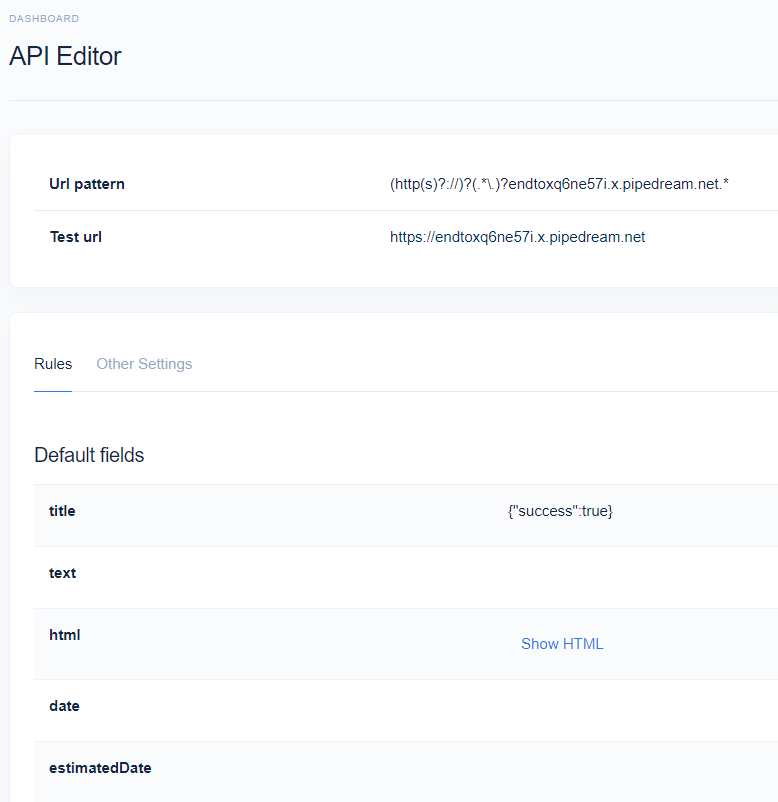 DASHBOARD
API Editor
Url pattern (http(s)?://)?(.*\.)?endtoxq6ne57i.x.pipedream.net.*
Test url https://endtoxq6ne57i.x.pipedream.net
Rules Other Settings
Default fields
title {"success":true}
text
html Show HTML
date
estimatedDate